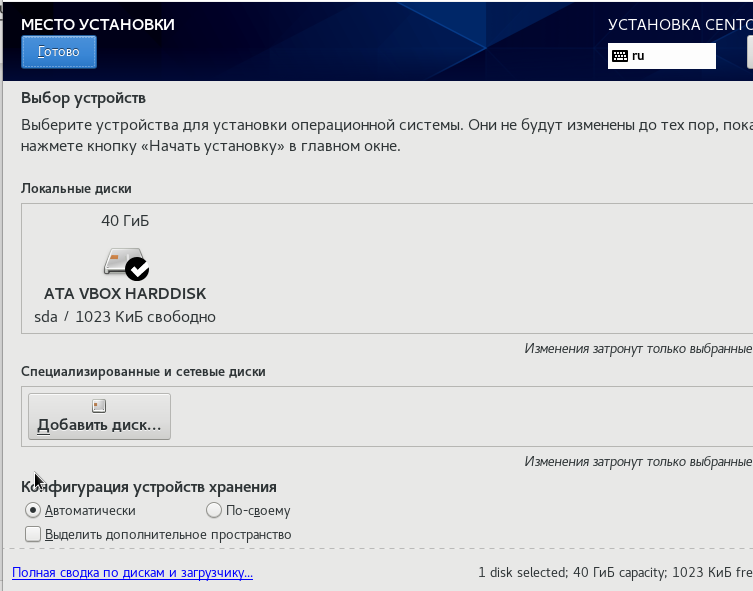 МЕСТО УСТАНОВКИ
УСТАНОВКА CENTO
Готово
ru
Выбор устройств
Выберите устройства для установки операционной системы. Они не будут изменены до тех пор, пока
нажмете кнопку «Начать установку» в главном окне.
Локальные диски
40 ГиБ
ATA VBOX HARDDISK
sda / 1023 КиБ свободно
Изменения затронут только выбранные
Специализированные и сетевые диски
Добавить диск...
Изменения затронут только выбранные
Конфигурация устройств хранения
Автоматически
По-своему
Выделить дополнительное пространство
Полная сводка по дискам и загрузчику...
1 disk selected; 40 ГиБ capacity; 1023 КиБ fre